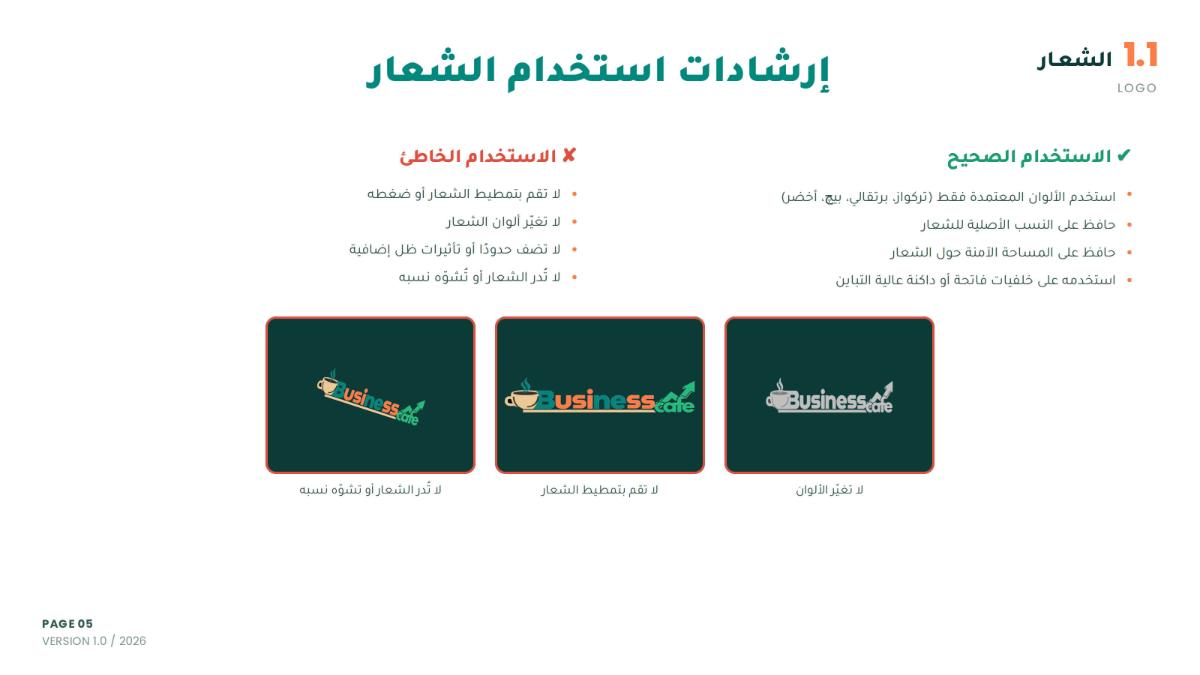 1.1 الشعار
LOGO
إرشادات استخدام الشعار
✔ الاستخدام الصحيح
• استخدم الألوان المعتمدة فقط (تركواز، برتقالي، بيچ، أخضر)
• حافظ على النسب الأصلية للشعار
• حافظ على المساحة الآمنة حول الشعار
• استخدمه على خلفيات فاتحة أو داكنة عالية التباين
✘ الاستخدام الخاطئ
• لا تقم بتمطيط الشعار أو ضغطه
• لا تغيّر ألوان الشعار
• لا تضف حدودًا أو تأثيرات ظل إضافية
• لا تُدر الشعار أو تُشوّه نسبه
Business cafe
لا تغيّر الألوان
Business cafe
لا تقم بتمطيط الشعار
Business cafe
لا تُدر الشعار أو تشوّه نسبه
PAGE 05
VERSION 1.0 / 2026